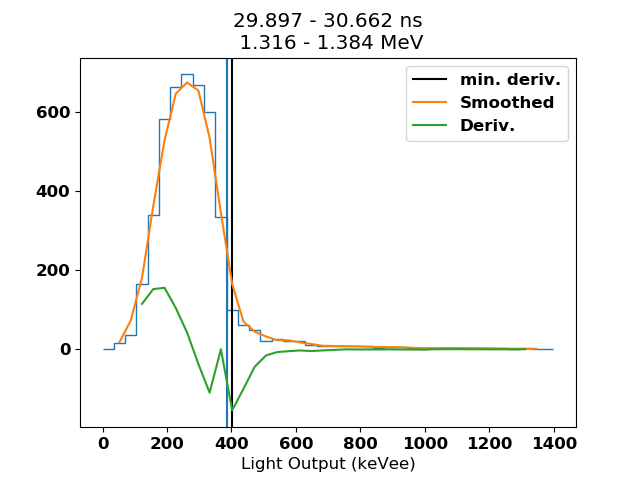 29.897 - 30.662 ns
1.316 - 1.384 MeV
min. deriv.
Smoothed
Deriv.
600
400
200
0
0 200 400 600 800 1000 1200 1400
Light Output (keVee)